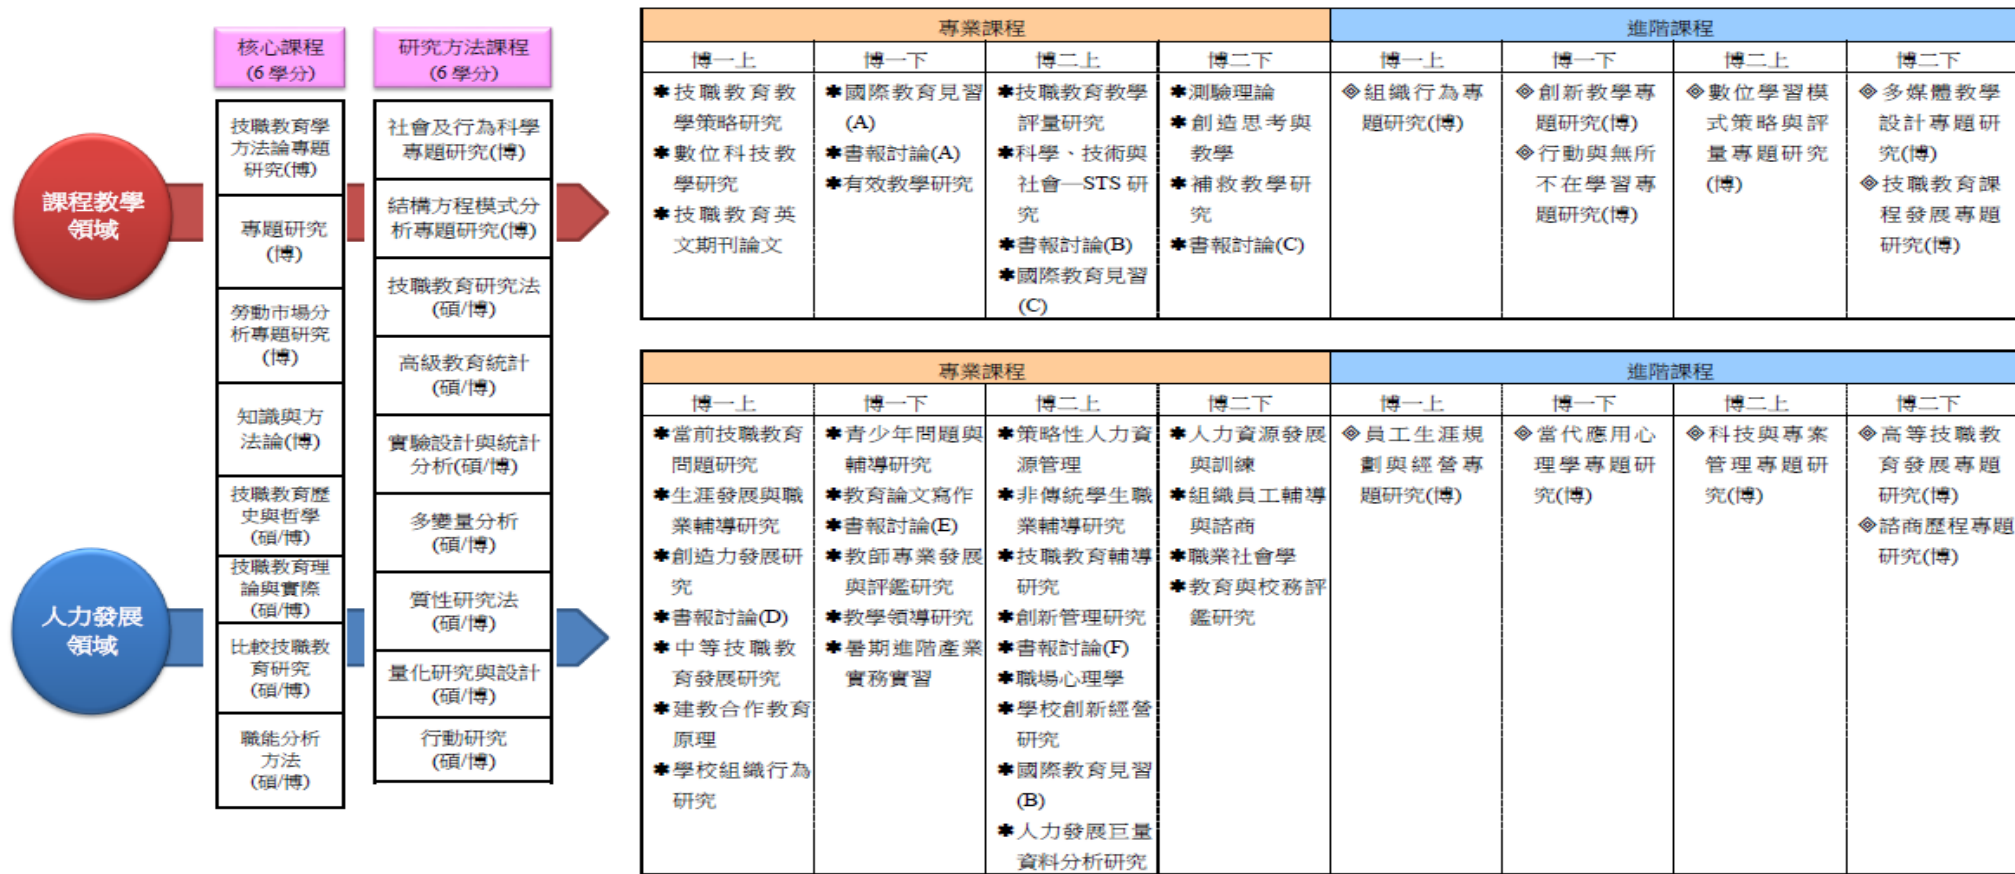 課程教學
領域
人力發展
領域
核心課程
(6 學分)
技職教育學
方法論專題
研究(博)
專題研究
(博)
勞動市場分
析專題研究
(博)
知識與方
法論(博)
技職教育歷
史與哲學
(碩/博)
技職教育理
論與實際
(碩/博)
比較技職教
育研究
(碩/博)
職能分析
方法
(碩/博)
研究方法課程
(6 學分)
社會及行為科學
專題研究(博)
結構方程模式分
析專題研究(博)
技職教育研究法
(碩/博)
高級教育統計
(碩/博)
實驗設計與統計
分析(碩/博)
多變量分析
(碩/博)
質性研究法
(碩/博)
量化研究與設計
(碩/博)
行動研究
(碩/博)
專業課程
進階課程
博一上
博一下
博二上
博二下
博一上
博一下
博二上
博二下
✱技職教育教
學策略研究
✱數位科技教
學研究
✱技職教育英
文期刊論文
✱國際教育見習
(A)
✱書報討論(A)
✱有效教學研究
✱技職教育教學
評量研究
✱科學、技術與
社會—STS 研
究
✱書報討論(B)
✱國際教育見習
(C)
✱測驗理論
✱創造思考與
教學
✱補救教學研
究
✱書報討論(C)
◈組織行為專
題研究(博)
◈創新教學專
題研究(博)
◈行動與無所
不在學習專
題研究(博)
◈數位學習模
式策略與評
量專題研究
(博)
◈多媒體教學
設計專題研
究(博)
◈技職教育課
程發展專題
研究(博)
專業課程
進階課程
博一上
博一下
博二上
博二下
博一上
博一下
博二上
博二下
✱當前技職教育
問題研究
✱生涯發展與職
業輔導研究
✱創造力發展研
究
✱書報討論(D)
✱中等技職教
育發展研究
✱建教合作教育
原理
✱學校組織行為
研究
✱青少年問題與
輔導研究
✱教育論文寫作
✱書報討論(E)
✱教師專業發展
與評鑑研究
✱教學領導研究
✱暑期進階產業
實務實習
✱策略性人力資
源管理
✱非傳統學生職
業輔導研究
✱技職教育輔導
研究
✱創新管理研究
✱書報討論(F)
✱職場心理學
✱學校創新經營
研究
✱國際教育見習
(B)
✱人力發展巨量
資料分析研究
✱人力資源發展
與訓練
✱組織員工輔導
與諮商
✱職業社會學
✱教育與校務評
鑑研究
◈員工生涯規
劃與經營專
題研究(博)
◈當代應用心
理學專題研
究(博)
◈科技與專案
管理專題研
究(博)
◈高等技職教
育發展專題
研究(博)
◈諮商歷程專題
研究(博)